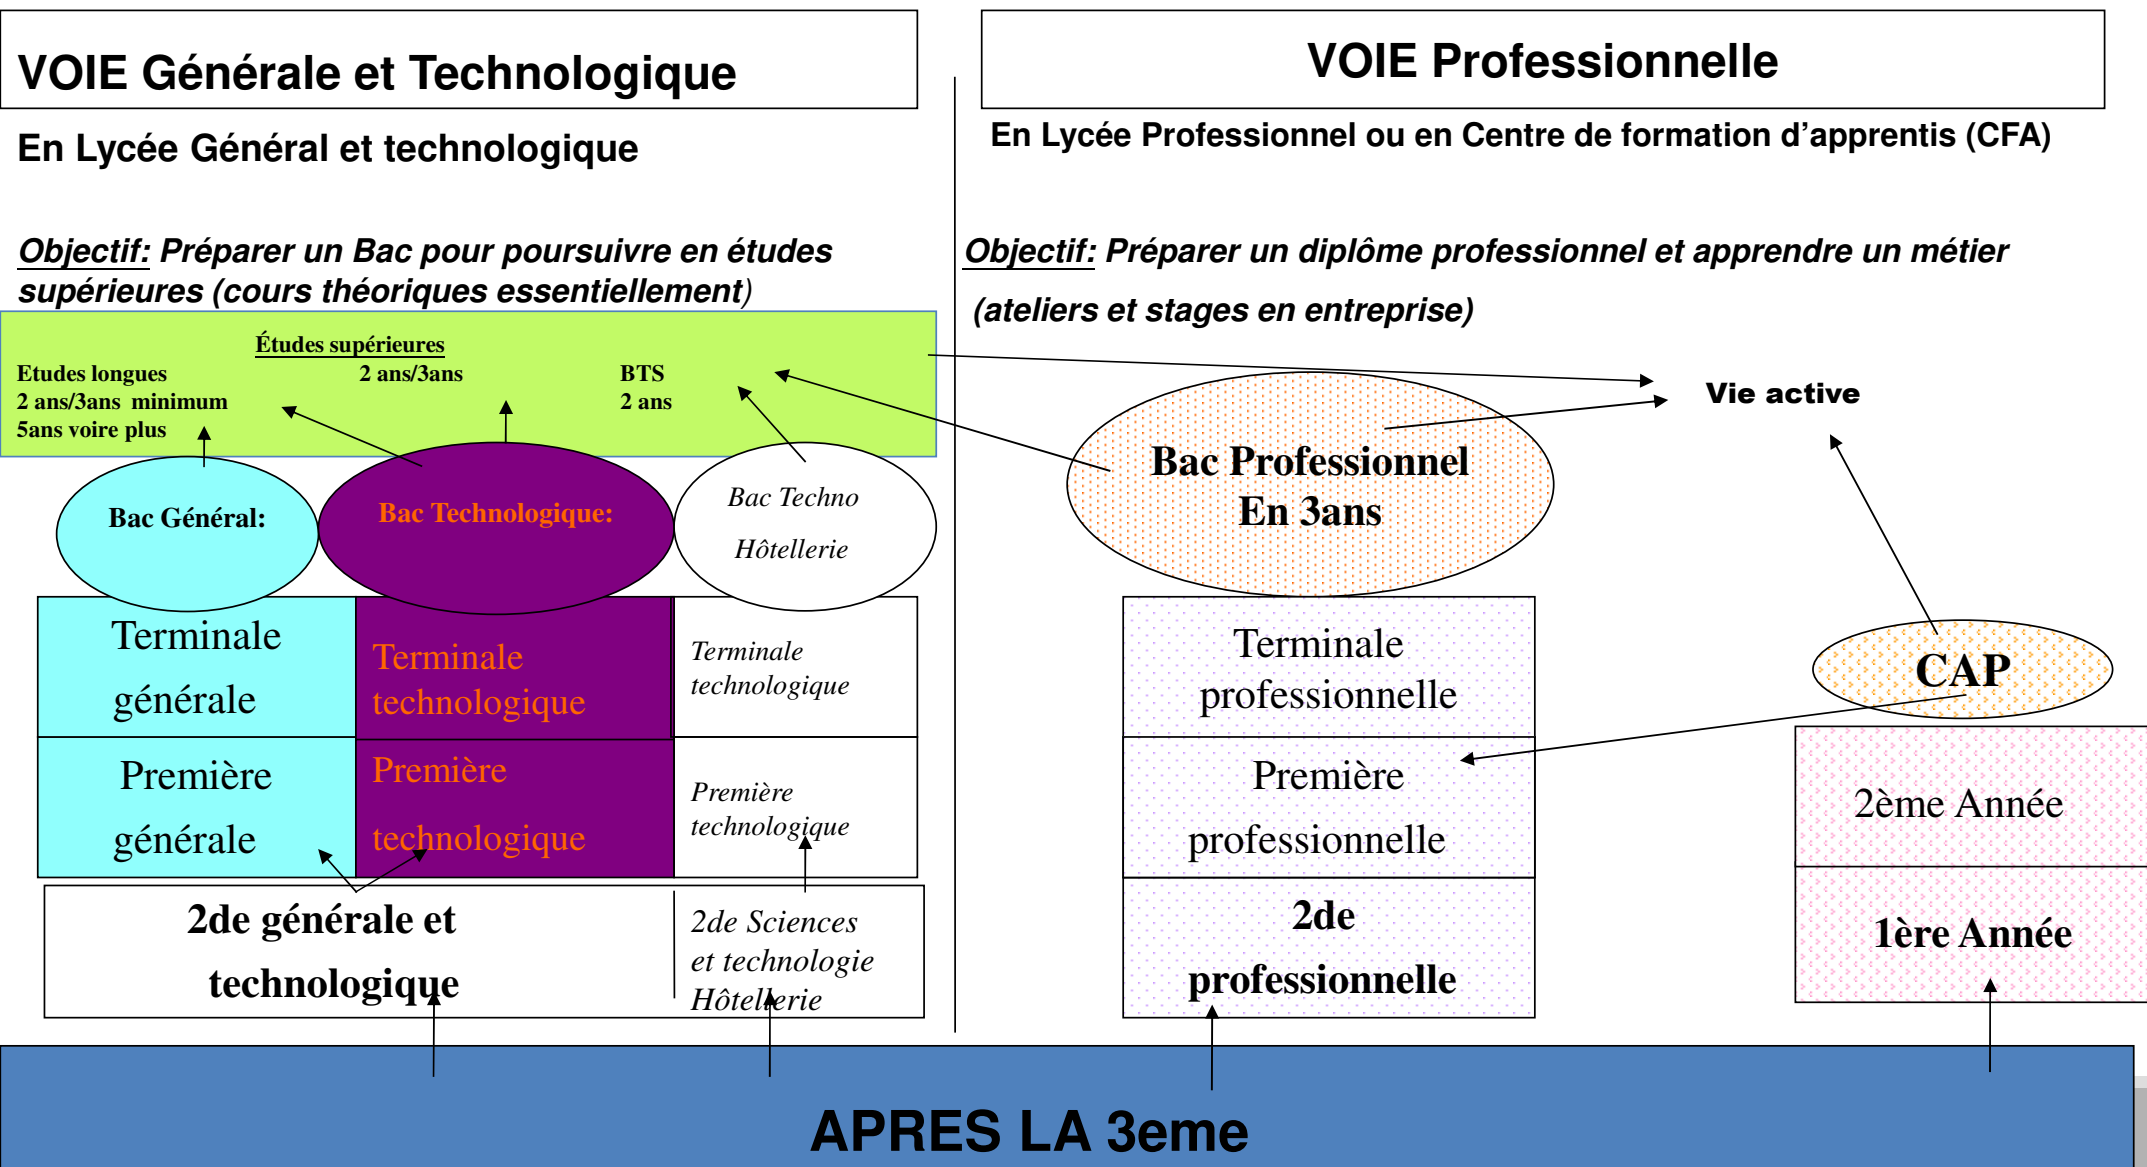 VOIE Générale et Technologique
En Lycée Général et technologique
Objectif: Préparer un Bac pour poursuivre en études
supérieures (cours théoriques essentiellement)
Études supérieures
Etudes longues
2 ans/3ans minimum
5ans voire plus
2 ans/3ans
BTS
2 ans
Bac Général:
Bac Technologique:
Bac Techno
Hôtellerie
Terminale
générale
Terminale
technologique
Terminale
technologique
Première
générale
Première
technologique
Première
technologique
2de générale et
technologique
2de Sciences
et technologie
Hôtellerie
VOIE Professionnelle
En Lycée Professionnel ou en Centre de formation d’apprentis (CFA)
Objectif: Préparer un diplôme professionnel et apprendre un métier
(ateliers et stages en entreprise)
Vie active
Bac Professionnel
En 3ans
Terminale
professionnelle
Première
professionnelle
2de
professionnelle
CAP
2ème Année
1ère Année
APRES LA 3eme